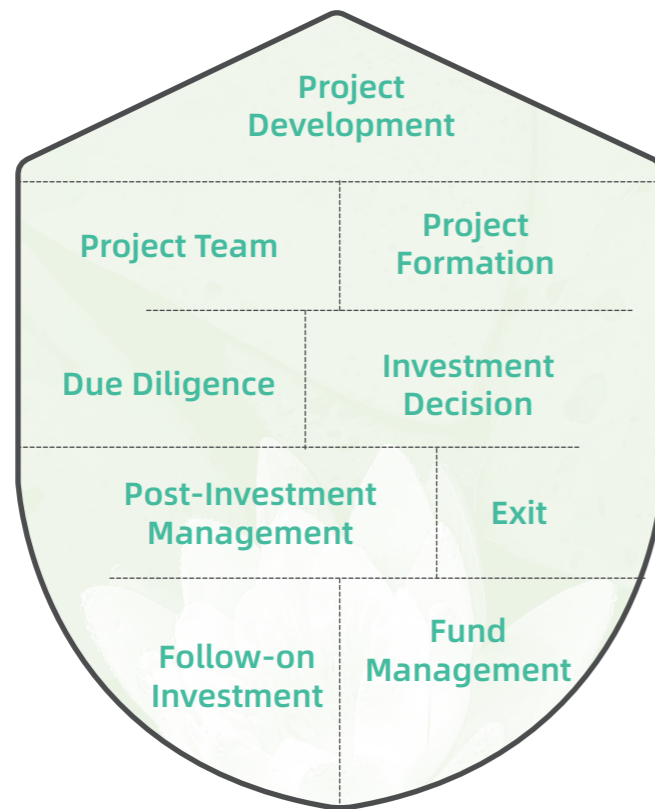 Project
Development
Project Team
Project
Formation
Due Diligence
Investment
Decision
Post-Investment
Management
Exit
Follow-on
Investment
Fund
Management